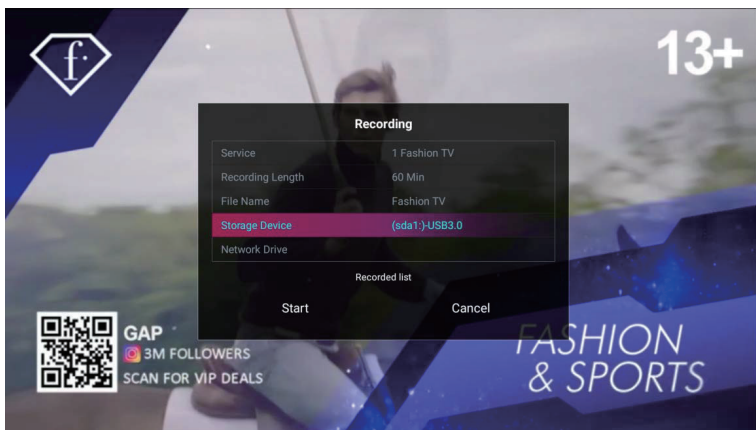 f
13+
Recording
Service 1 Fashion TV
Recording Length 60 Min
File Name Fashion TV
Storage Device (sda1:)-USB3.0
Network Drive
Recorded list
Start Cancel
GAP
3M FOLLOWERS
SCAN FOR VIP DEALS
FASHION
& SPORTS